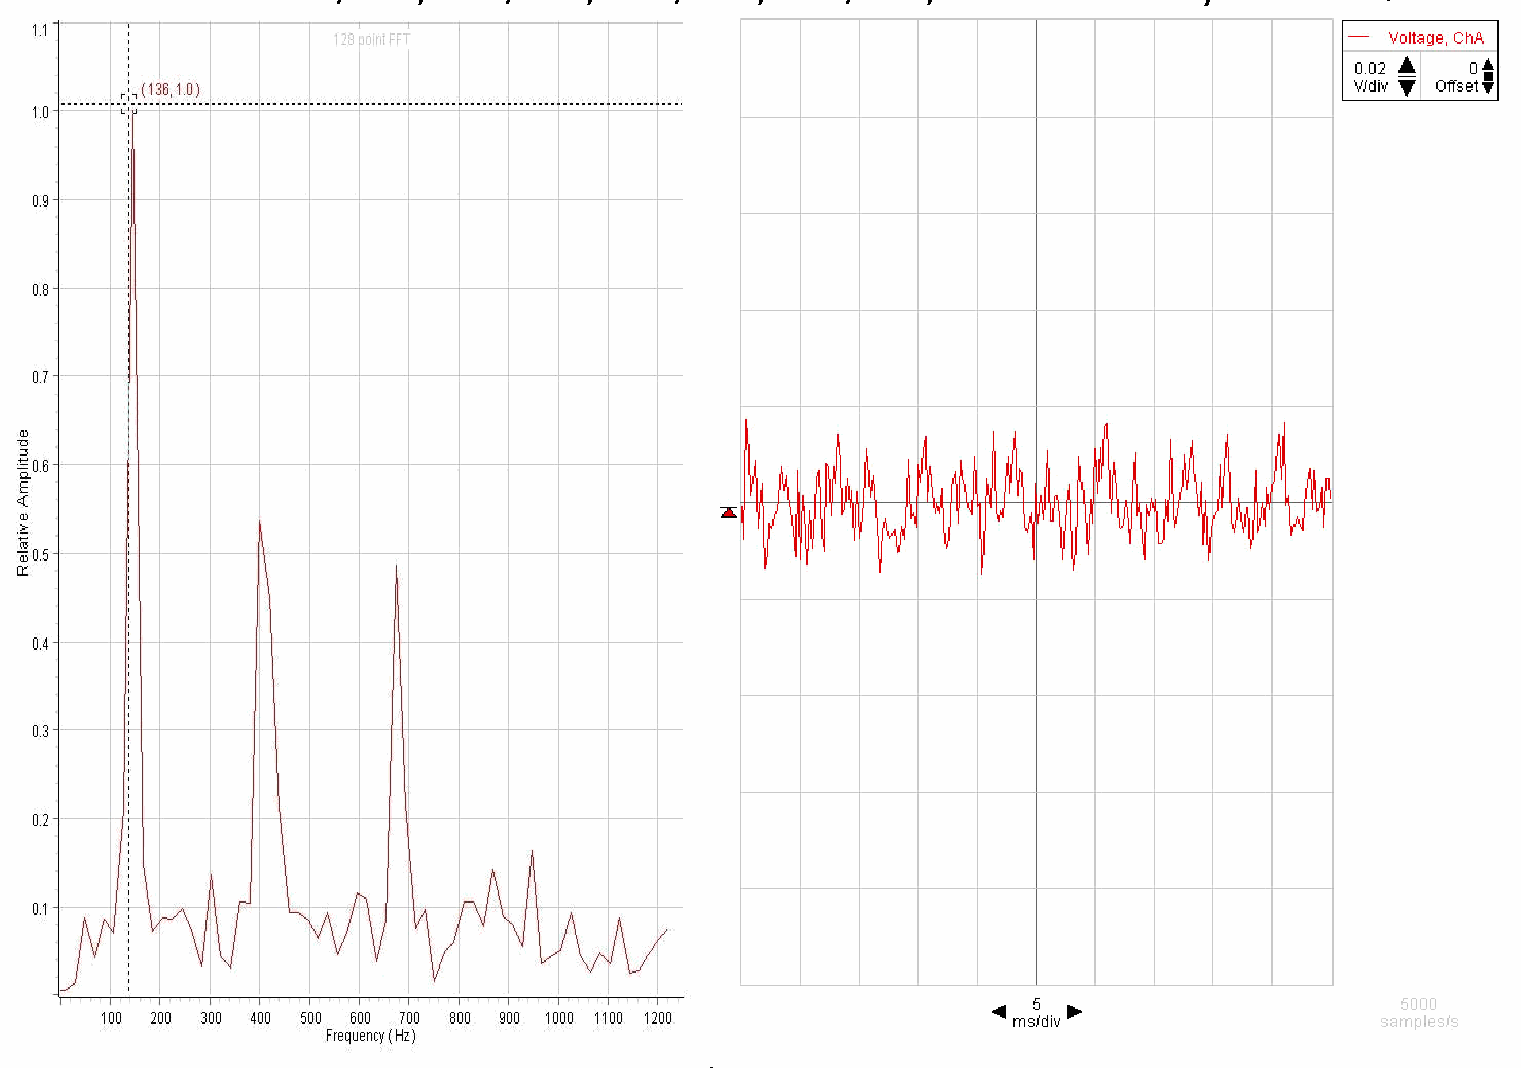 128 point FFT
(136,1.0)
1.1
1.0
0.9
0.8
0.7
0.6
0.5
0.4
0.3
0.2
0.1
Relative Amplitude
100 200 300 400 500 600 700 800 900 1000 1100 1200
Frequency (Hz)
Voltage, ChA
0.02 0
V/div Offset
5
ms/div
5000
samples/s